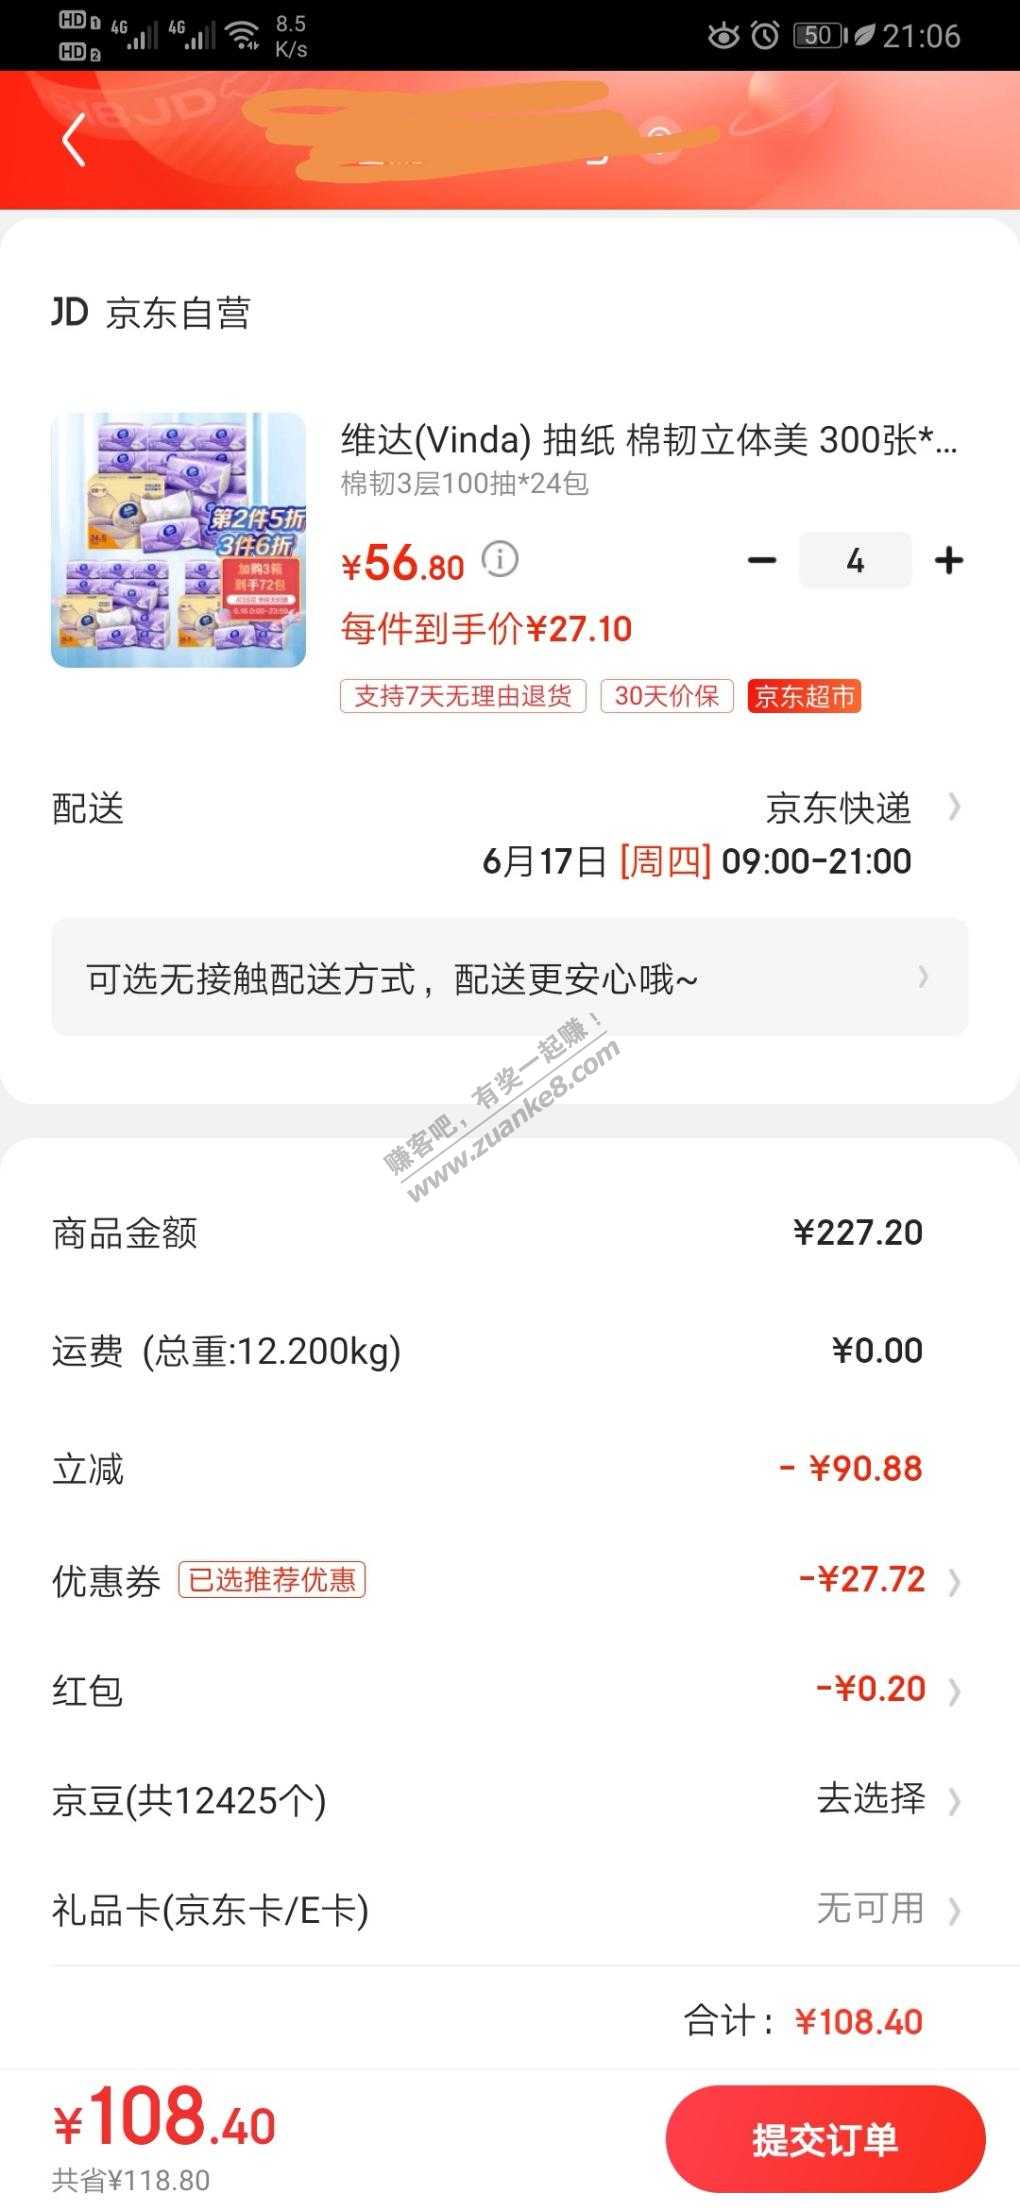 HD 1 4G 4G 8.5
HD 2 K/s
50 21:06
JD 京东自营
维达(Vinda) 抽纸 棉韧立体美 300张*...
棉韧3层100抽*24包
第2件5折
3件6折
加购3箱
到手72包
¥56.80
4
每件到手价¥27.10
支持7天无理由退货 30天价保 京东超市
配送 京东快递
6月17日 [周四] 09:00-21:00
可选无接触配送方式，配送更安心哦~
赚客吧，有奖一起赚！
www.zuanke8.com
商品金额 ¥227.20
运费 (总重:12.200kg) ¥0.00
立减 - ¥90.88
优惠券 已选推荐优惠 -¥27.72
红包 -¥0.20
京豆(共12425个) 去选择
礼品卡(京东卡/E卡) 无可用
合计： ¥108.40
¥108.40
共省¥118.80
提交订单